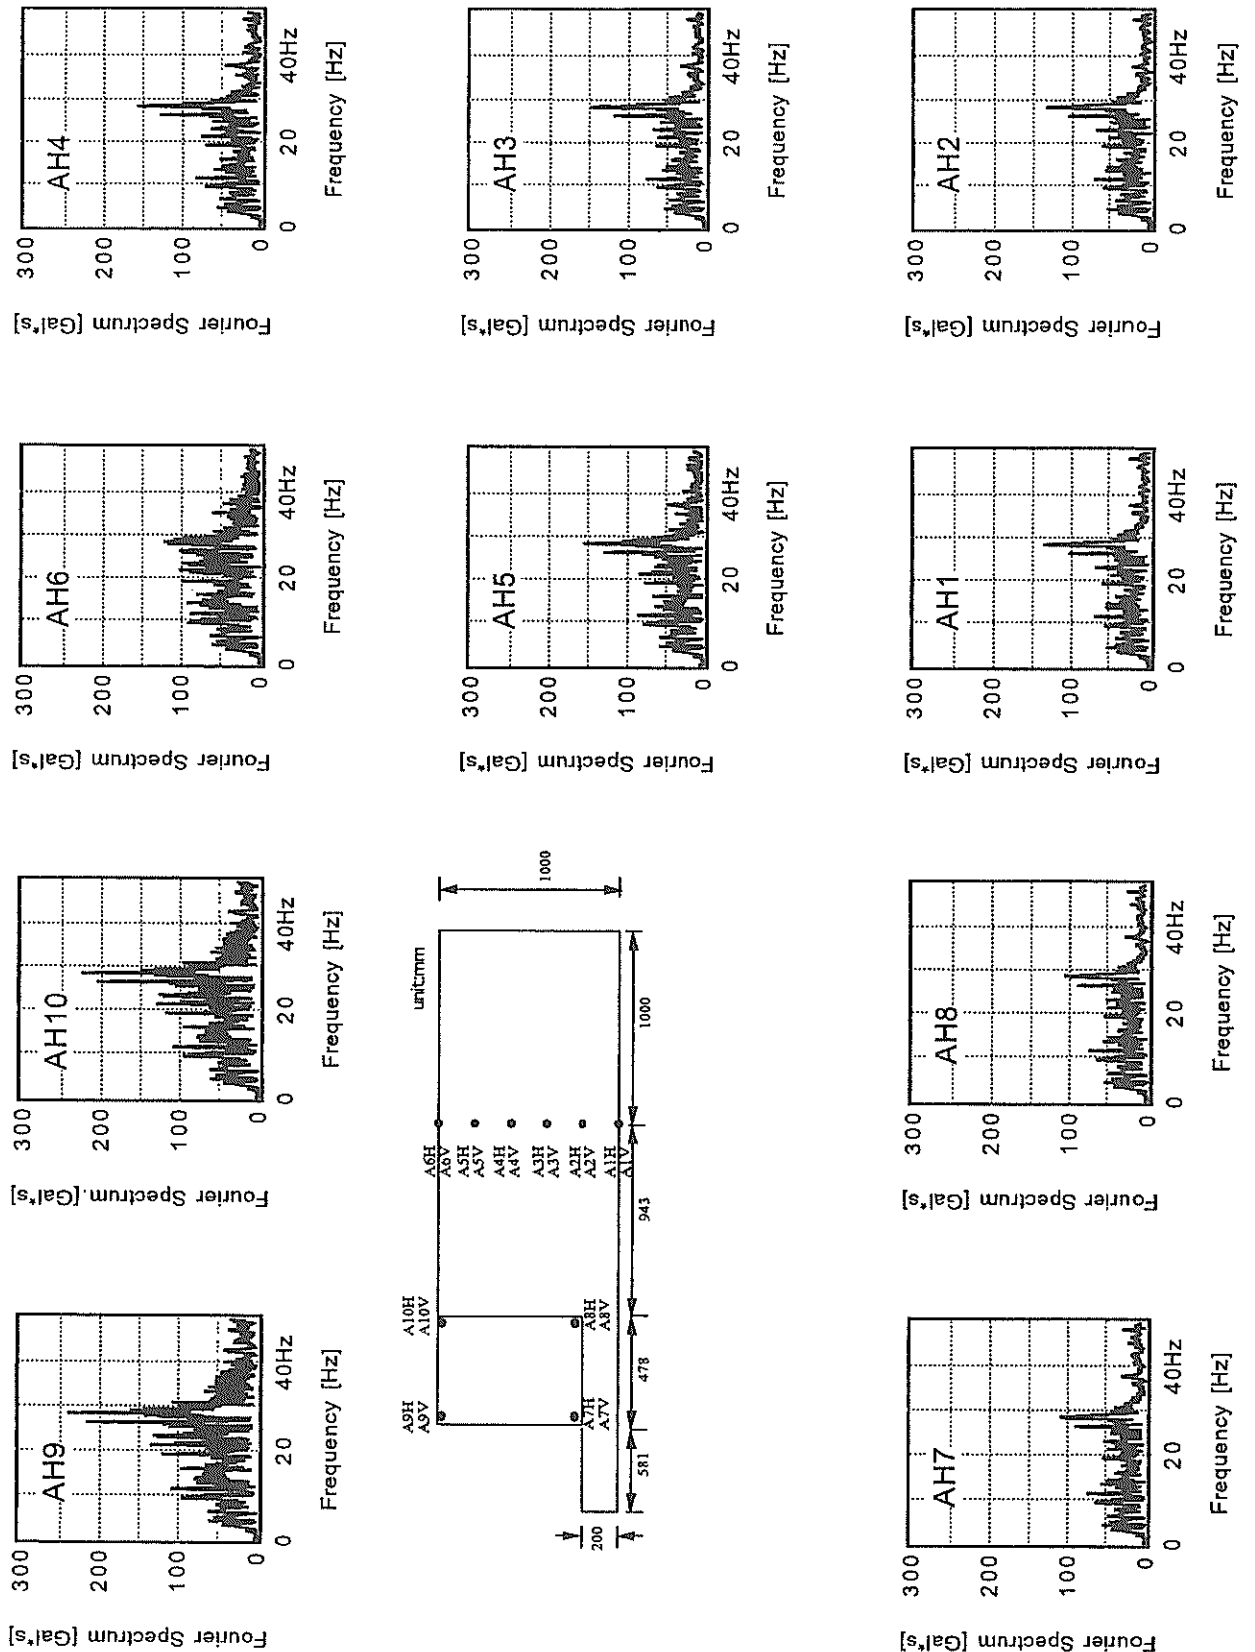 Fourier Spectrum [Gal*s]
300
200
100
0
AH9
0
20
40Hz
Frequency [Hz]
Fourier Spectrum.[Gal*s]
300
200
100
0
AH10
0
20
40Hz
Frequency [Hz]
Fourier Spectrum [Gal*s]
300
200
100
0
AH6
0
20
40Hz
Frequency [Hz]
Fourier Spectrum [Gal*s]
300
200
100
0
AH4
0
20
40Hz
Frequency [Hz]
unit:mm
A9H
A9V
A10H
A10V
A6H
A6V
A5H
A5V
A4H
A4V
A3H
A3V
A2H
A2V
A1H
A1V
A7H
A7V
A8H
A8V
200
581
478
943
1000
1000
Fourier Spectrum [Gal*s]
300
200
100
0
AH5
0
20
40Hz
Frequency [Hz]
Fourier Spectrum [Gal*s]
300
200
100
0
AH3
0
20
40Hz
Frequency [Hz]
Fourier Spectrum [Gal*s]
300
200
100
0
AH7
0
20
40Hz
Frequency [Hz]
Fourier Spectrum [Gal*s]
300
200
100
0
AH8
0
20
40Hz
Frequency [Hz]
Fourier Spectrum [Gal*s]
300
200
100
0
AH1
0
20
40Hz
Frequency [Hz]
Fourier Spectrum [Gal*s]
300
200
100
0
AH2
0
20
40Hz
Frequency [Hz]